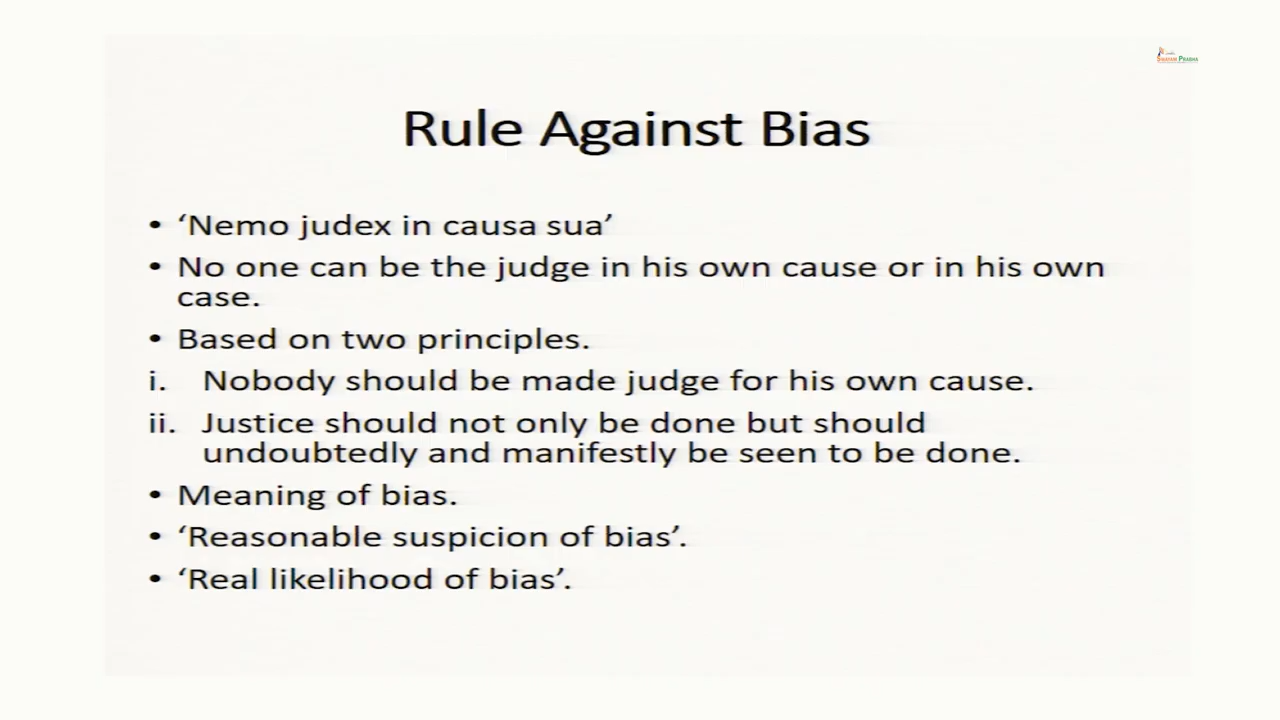 Swayam Prabha
Rule Against Bias
• ‘Nemo judex in causa sua’
• No one can be the judge in his own cause or in his own
case.
• Based on two principles.
i. Nobody should be made judge for his own cause.
ii. Justice should not only be done but should
undoubtedly and manifestly be seen to be done.
• Meaning of bias.
• ‘Reasonable suspicion of bias’.
• ‘Real likelihood of bias’.